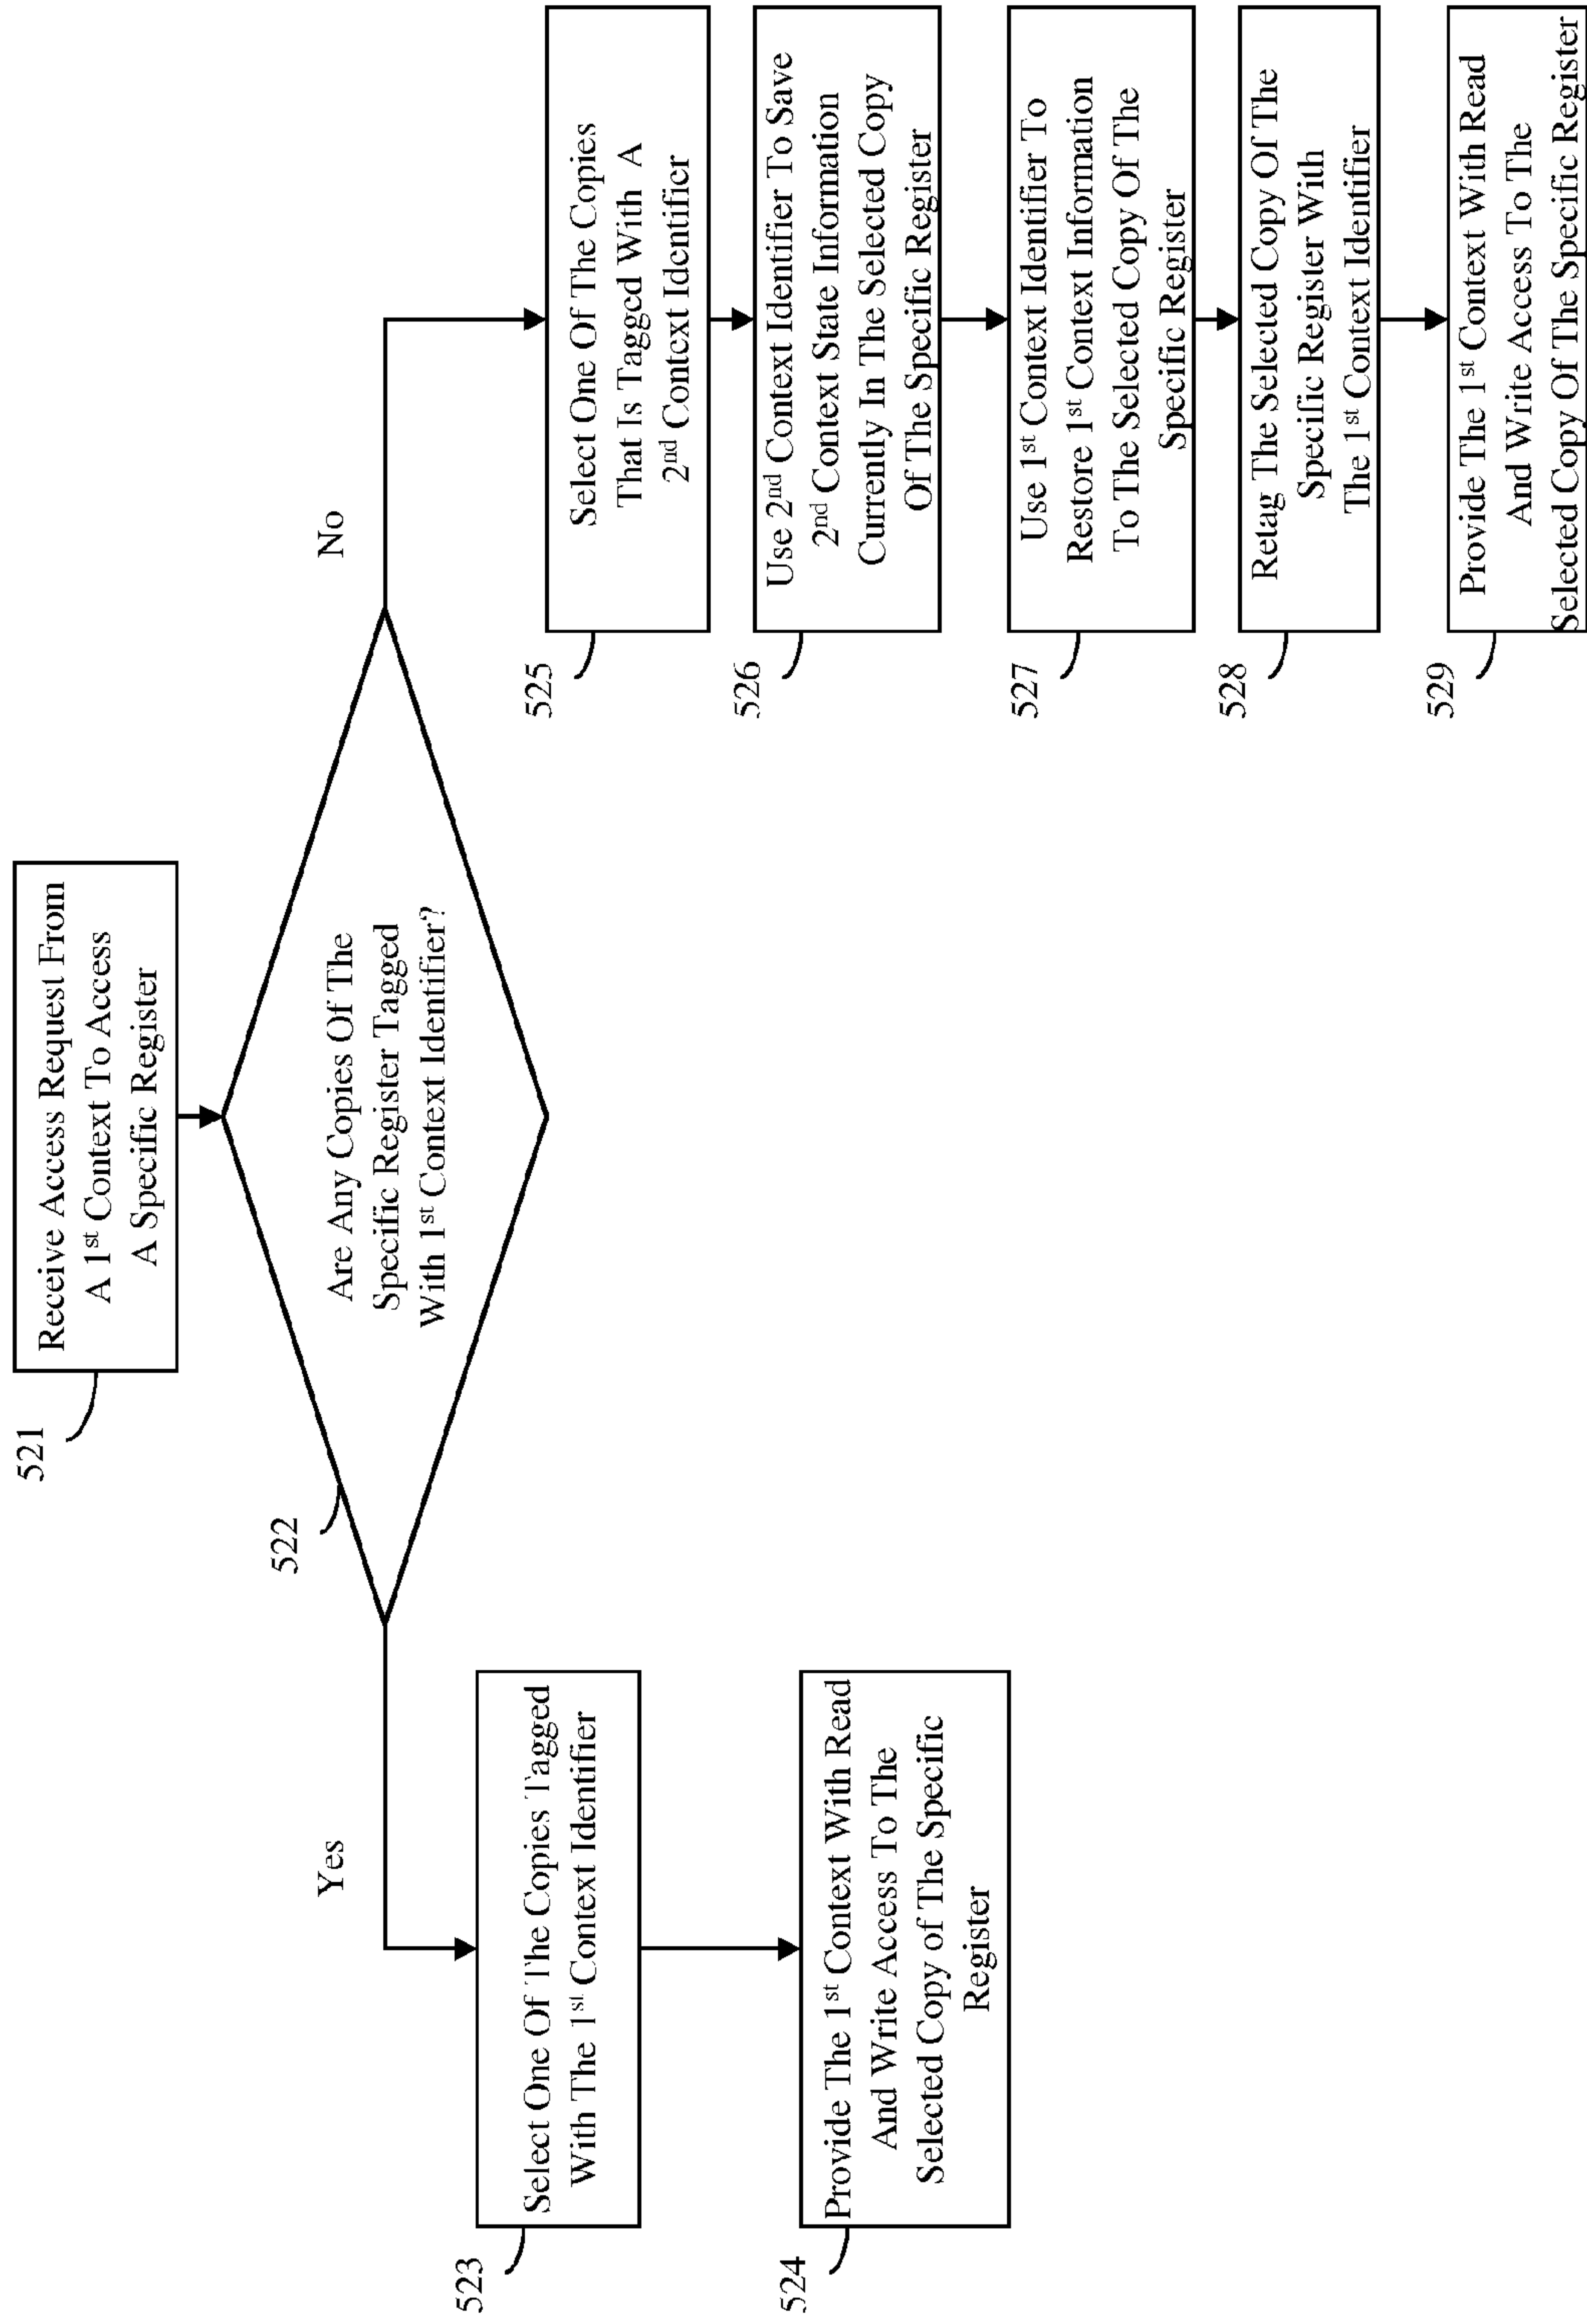 521
Receive Access Request From
A 1st Context To Access
A Specific Register
522
Are Any Copies Of The
Specific Register Tagged
With 1st Context Identifier?
Yes
No
523
Select One Of The Copies Tagged
With The 1st Context Identifier
524
Provide The 1st Context With Read
And Write Access To The
Selected Copy of The Specific
Register
525
Select One Of The Copies
That Is Tagged With A
2nd Context Identifier
526
Use 2nd Context Identifier To Save
2nd Context State Information
Currently In The Selected Copy
Of The Specific Register
527
Use 1st Context Identifier To
Restore 1st Context Information
To The Selected Copy Of The
Specific Register
528
Retag The Selected Copy Of The
Specific Register With
The 1st Context Identifier
529
Provide The 1st Context With Read
And Write Access To The
Selected Copy Of The Specific Register